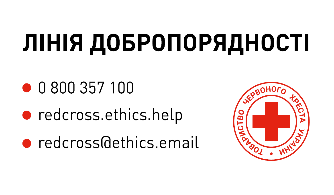 ЛІНІЯ ДОБРОПОРЯДНОСТІ
0 800 357 100
redcross.ethics.help
redcross@ethics.email
ТОВАРИСТВО ЧЕРВОНОГО ХРЕСТА УКРАЇНИ